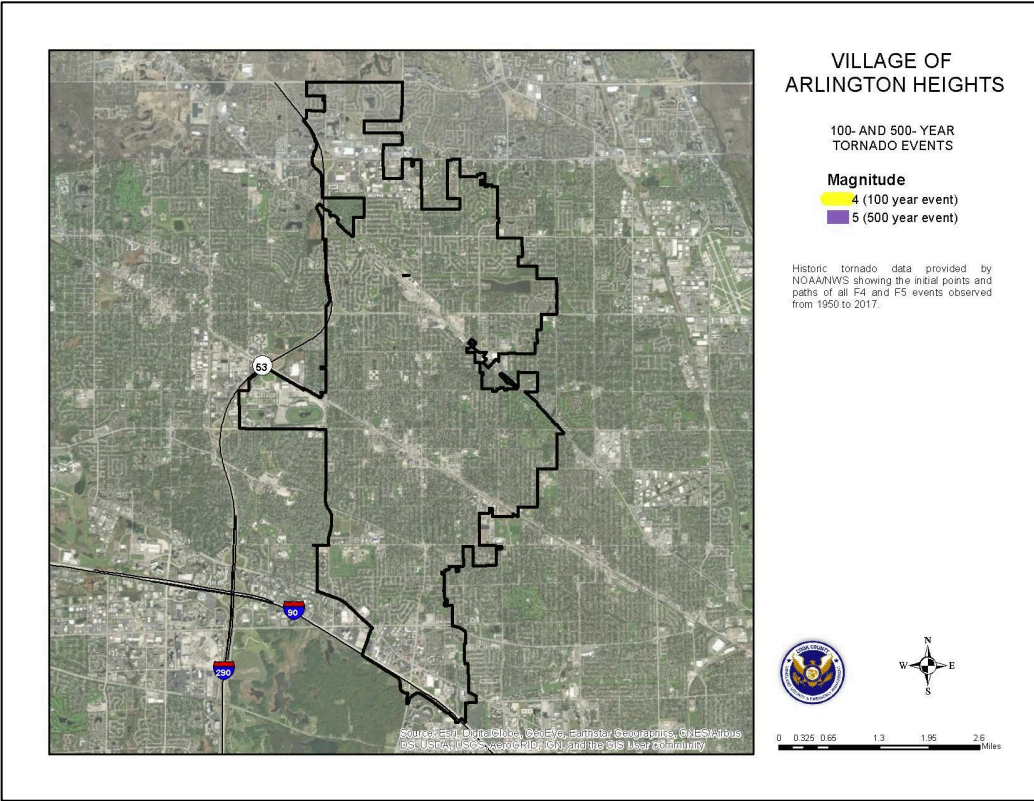 VILLAGE OF
ARLINGTON HEIGHTS
100- AND 500- YEAR
TORNADO EVENTS
Magnitude
4 (100 year event)
5 (500 year event)
Historic tornado data provided by
NOAA/NWS showing the initial points and
paths of all F4 and F5 events observed
from 1950 to 2017.
53
90
290
Source: Esri, DigitalGlobe, GeoEye, Earthstar Geographics, CNES/Airbus
DS, USDA, USGS, AeroGRID, IGN, and the GIS User Community
COOK COUNTY
N
W E
S
0 0.325 0.65 1.3 1.95 2.6
Miles